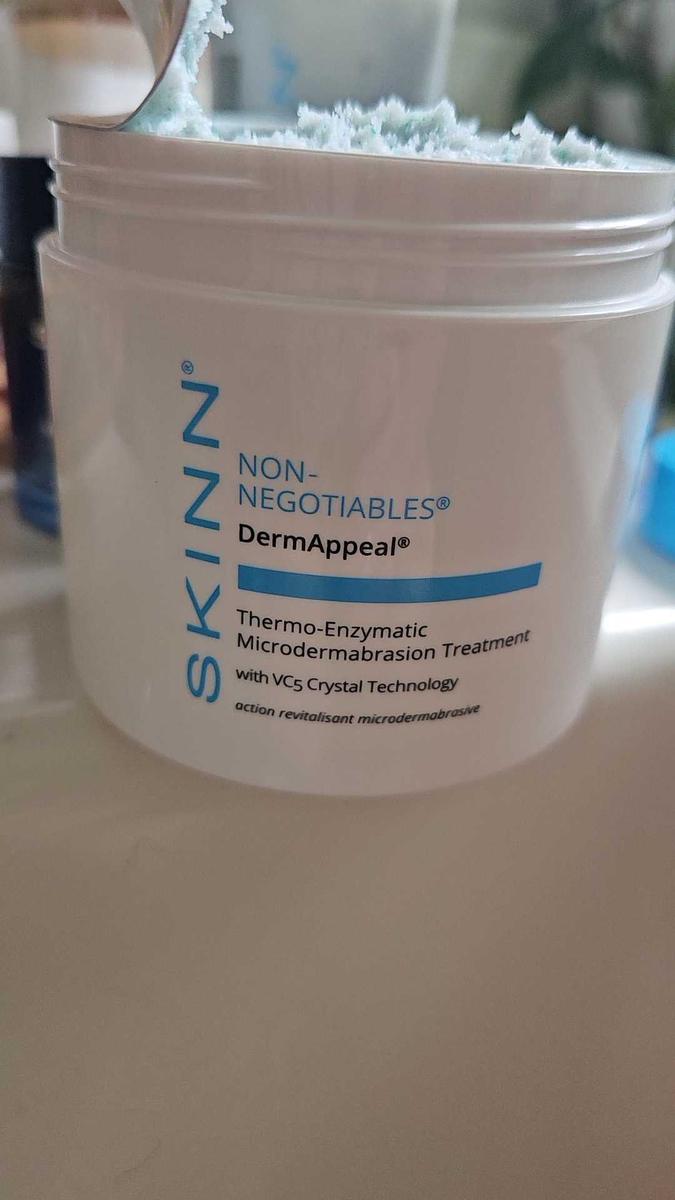 SKINN®
NON-
NEGOTIABLES®
DermAppeal®
Thermo-Enzymatic
Microdermabrasion Treatment
with VC5 Crystal Technology
action revitalisant microdermabrasive